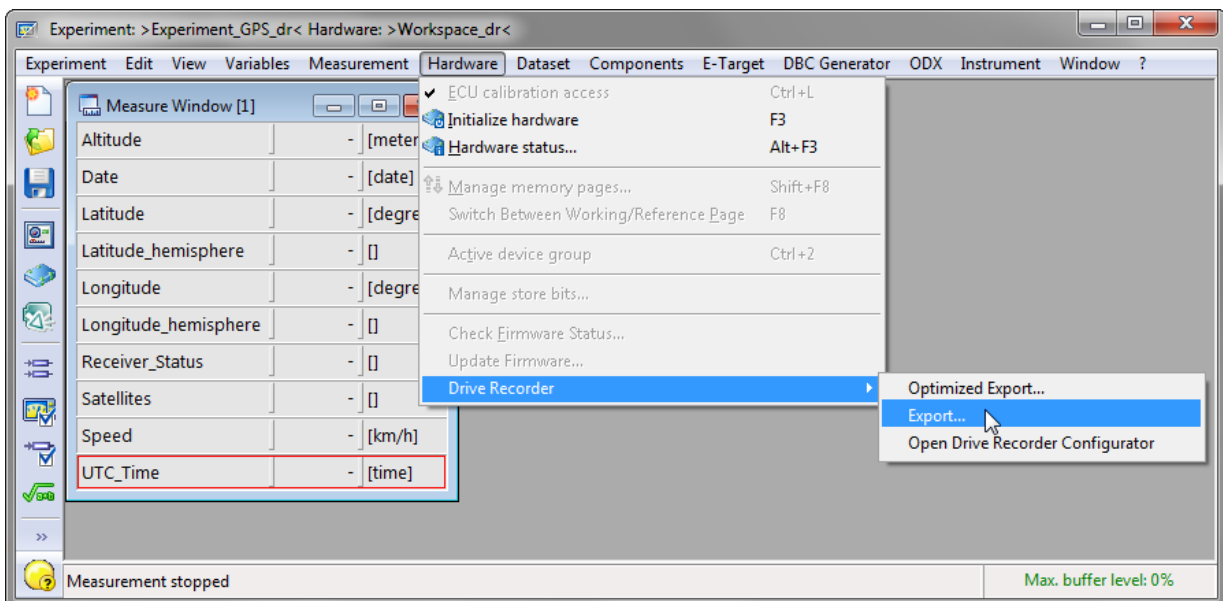 Experiment: >Experiment_GPS_dr< Hardware: >Workspace_dr<
Experiment Edit View Variables Measurement Hardware Dataset Components E-Target DBC Generator ODX Instrument Window ?
Measure Window [1]
Altitude - [meter
Date - [date]
Latitude - [degre
Latitude_hemisphere - []
Longitude - [degre
Longitude_hemisphere - []
Receiver_Status - []
Satellites - []
Speed - [km/h]
UTC_Time - [time]
ECU calibration access Ctrl+L
Initialize hardware F3
Hardware status... Alt+F3
Manage memory pages... Shift+F8
Switch Between Working/Reference Page F8
Active device group Ctrl+2
Manage store bits...
Check Firmware Status...
Update Firmware...
Drive Recorder
Optimized Export...
Export...
Open Drive Recorder Configurator
Measurement stopped
Max. buffer level: 0%